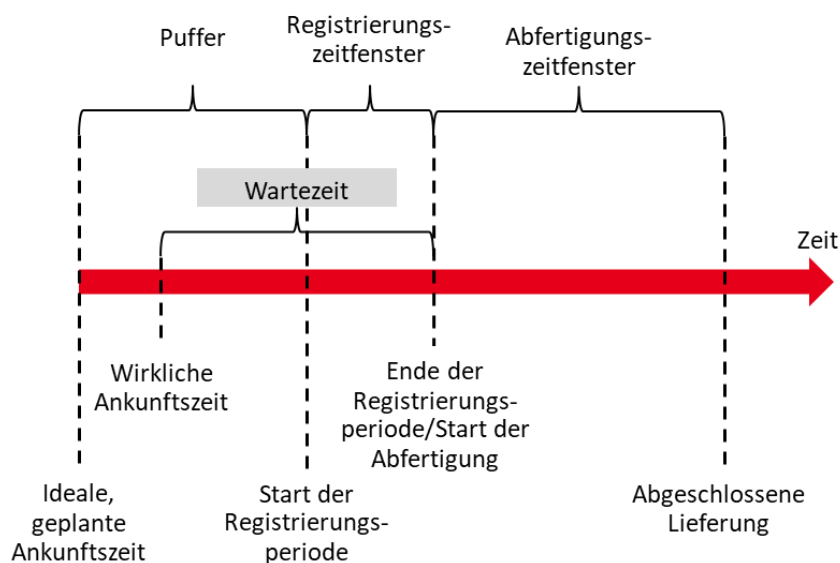 Puffer
Registrierungs-
zeitfenster
Abfertigungs-
zeitfenster
Wartezeit
Zeit
Wirkliche
Ankunftszeit
Ende der
Registrierungs-
periode/Start der
Abfertigung
Ideale,
geplante
Ankunftszeit
Start der
Registrierungs-
periode
Abgeschlossene
Lieferung